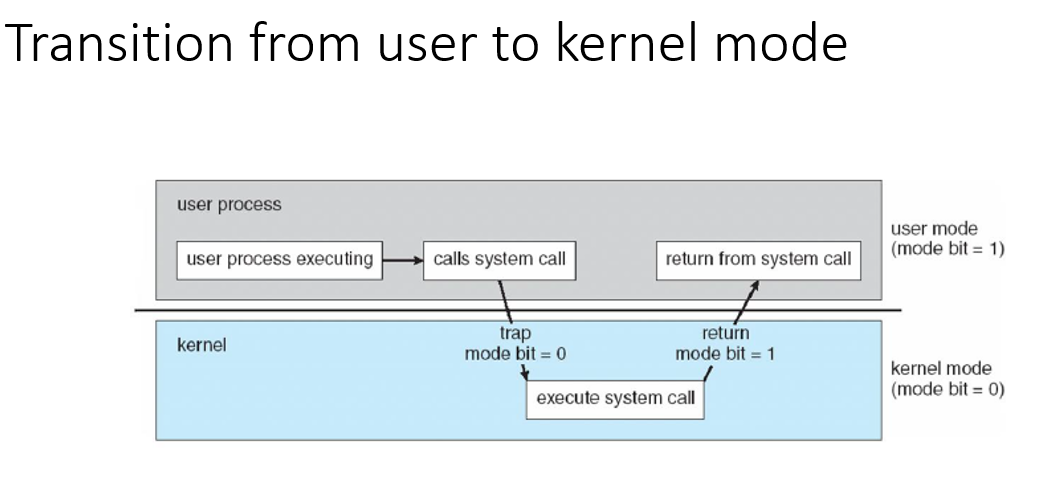 Transition from user to kernel mode
user process
user process executing
calls system call
return from system call
user mode
(mode bit = 1)
kernel
trap
mode bit = 0
return
mode bit = 1
execute system call
kernel mode
(mode bit = 0)